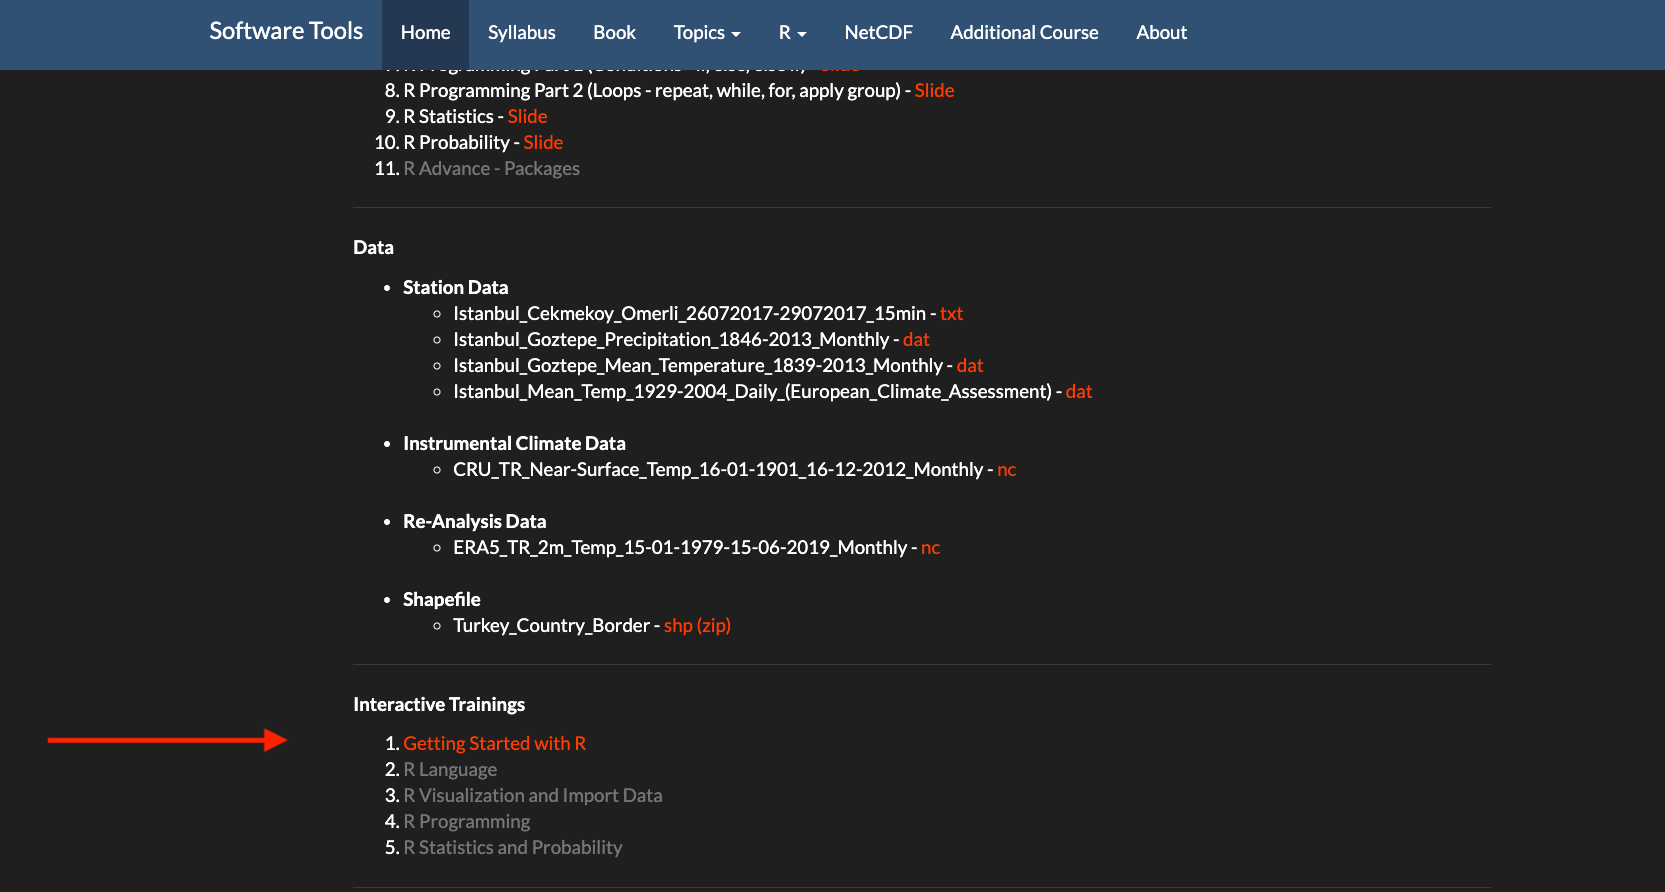 Software Tools Home Syllabus Book Topics R NetCDF Additional Course About
8. R Programming Part 2 (Loops - repeat, while, for, apply group) - Slide
9. R Statistics - Slide
10. R Probability - Slide
11. R Advance - Packages
Data
Station Data
Istanbul_Cekmekoy_Omerli_26072017-29072017_15min - txt
Istanbul_Goztepe_Precipitation_1846-2013_Monthly - dat
Istanbul_Goztepe_Mean_Temperature_1839-2013_Monthly - dat
Istanbul_Mean_Temp_1929-2004_Daily_(European_Climate_Assessment) - dat
Instrumental Climate Data
CRU_TR_Near-Surface_Temp_16-01-1901_16-12-2012_Monthly - nc
Re-Analysis Data
ERA5_TR_2m_Temp_15-01-1979-15-06-2019_Monthly - nc
Shapefile
Turkey_Country_Border - shp (zip)
Interactive Trainings
1. Getting Started with R
2. R Language
3. R Visualization and Import Data
4. R Programming
5. R Statistics and Probability